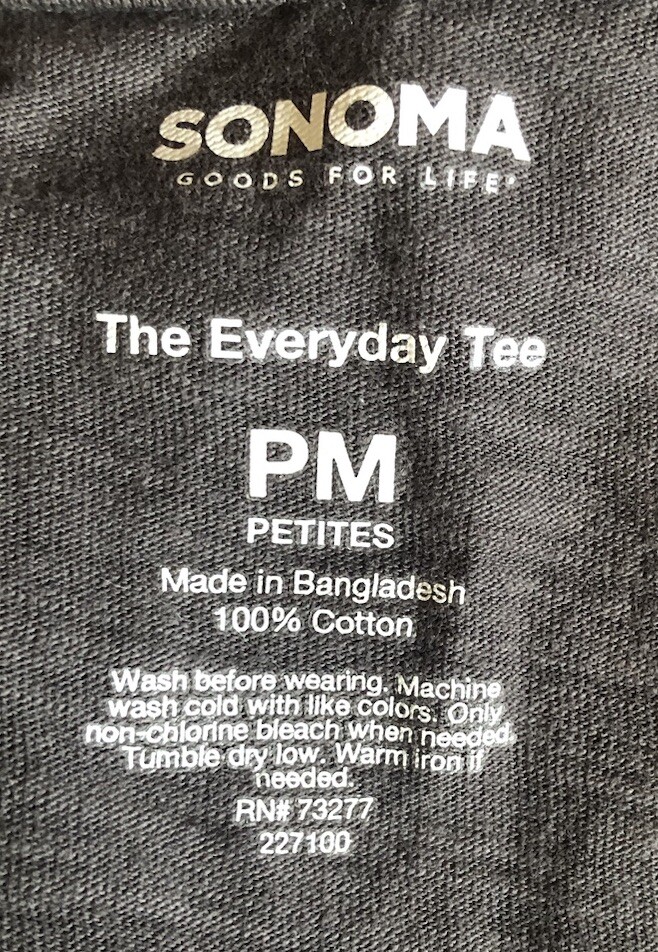 SONOMA
GOODS FOR LIFE®
The Everyday Tee
PM
PETITES
Made in Bangladesh
100% Cotton
Wash before wearing. Machine
wash cold with like colors. Only
non-chlorine bleach when needed.
Tumble dry low. Warm iron if
needed.
RN# 73277
227100